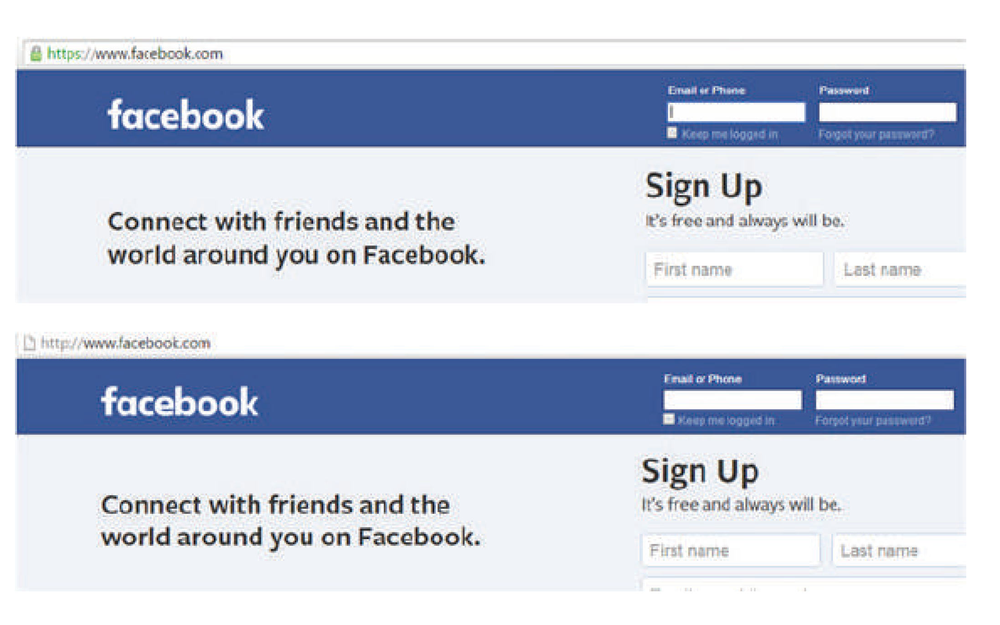 https://www.facebook.com
facebook
Email or Phone Password
Keep me logged in Forgot your password?
Sign Up
It's free and always will be.
Connect with friends and the
world around you on Facebook.
First name Last name
http://www.facebook.com
facebook
Email or Phone Password
Keep me logged in Forgot your password?
Sign Up
It's free and always will be.
Connect with friends and the
world around you on Facebook.
First name Last name